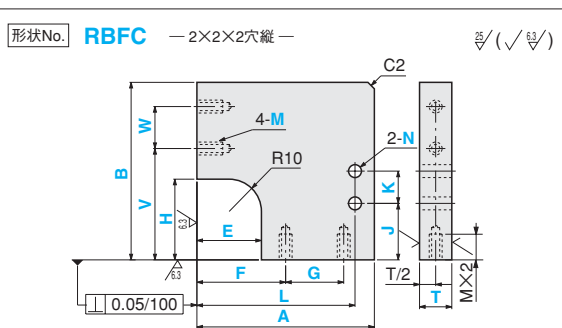 形状No. RBFC —2×2×2穴縦—
25 ( 6.3 )
C2
4-M
2-N
R10
W
B
V
H
K
J
6.3
E
F
G
6.3
T/2
T
M×2
L
A
⊥ 0.05/100